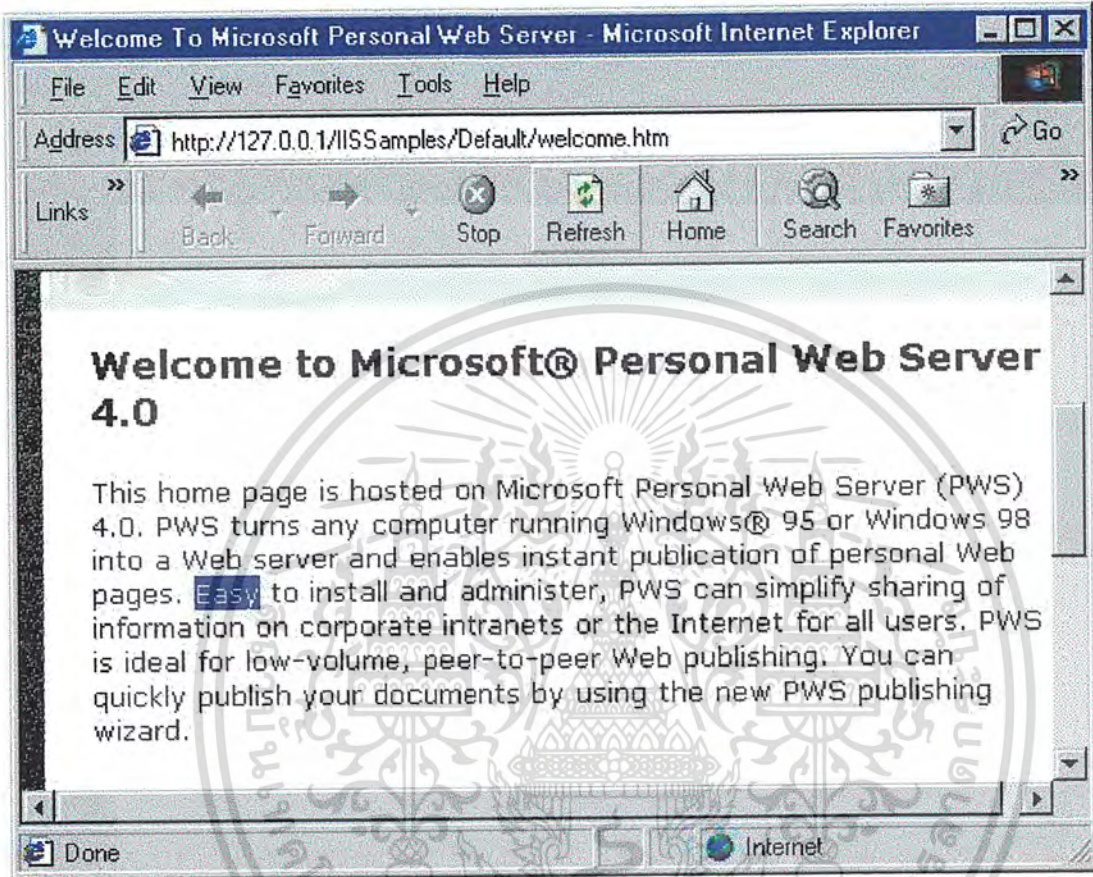 Welcome To Microsoft Personal Web Server - Microsoft Internet Explorer
File Edit View Favorites Tools Help
Address http://127.0.0.1/IISSamples/Default/welcome.htm Go
Links » Back Forward Stop Refresh Home Search Favorites »
Welcome to Microsoft® Personal Web Server
4.0
This home page is hosted on Microsoft Personal Web Server (PWS)
4.0. PWS turns any computer running Windows® 95 or Windows 98
into a Web server and enables instant publication of personal Web
pages. Easy to install and administer, PWS can simplify sharing of
information on corporate intranets or the Internet for all users. PWS
is ideal for low-volume, peer-to-peer Web publishing. You can
quickly publish your documents by using the new PWS publishing
wizard.
Done Internet